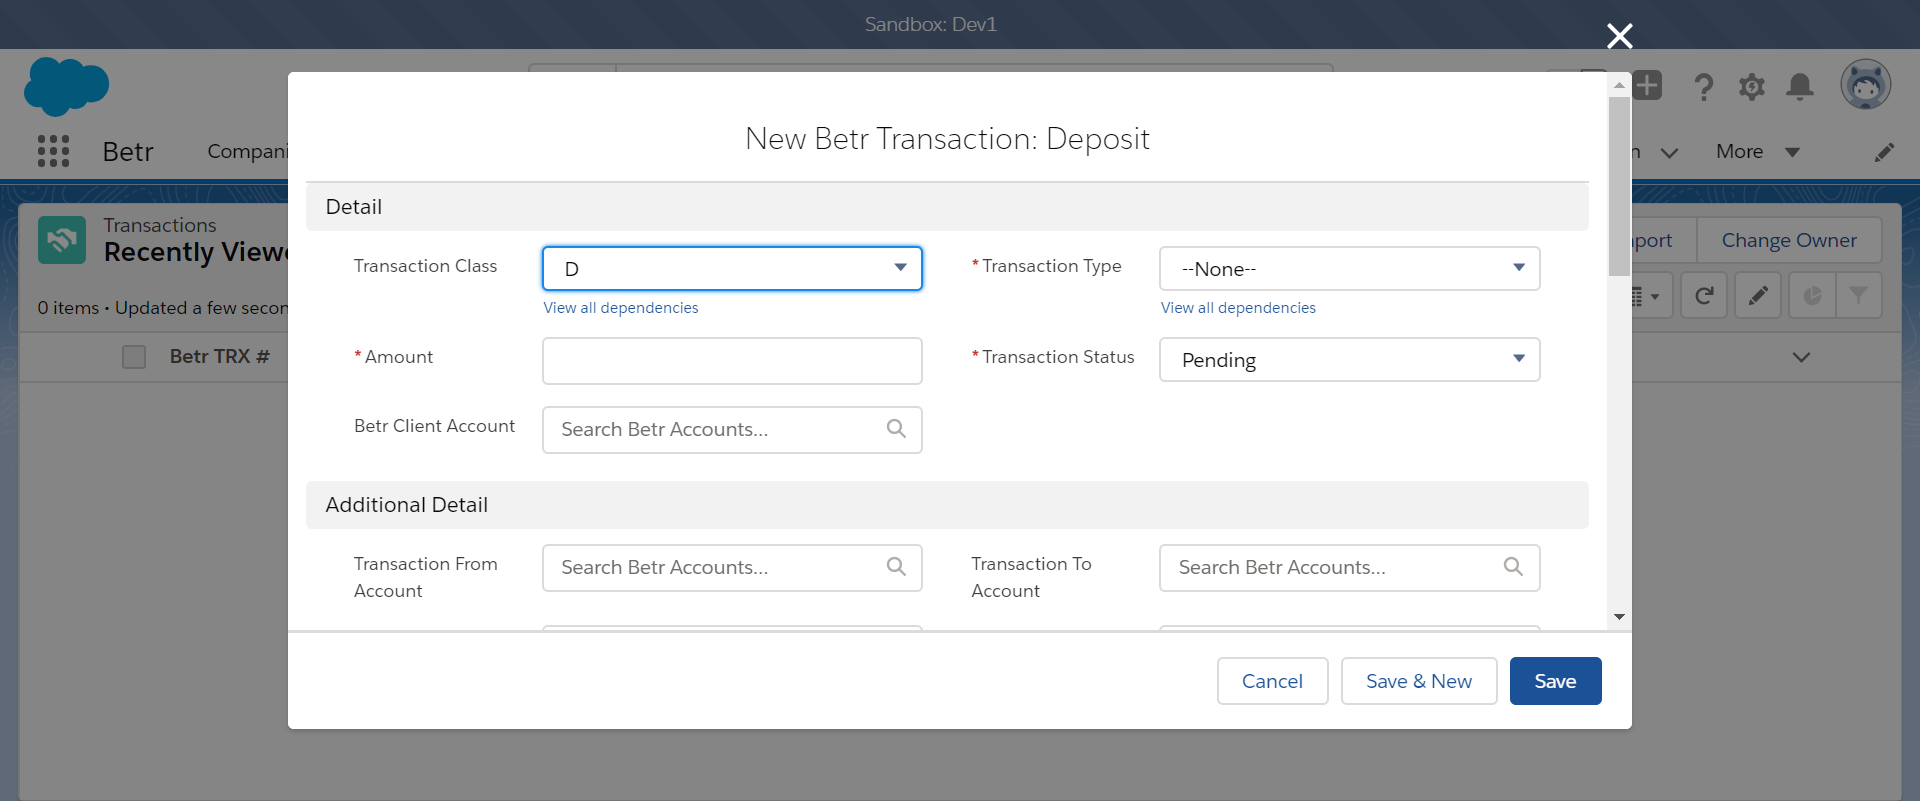 Sandbox: Dev1
Betr
Compani
More
Transactions
Recently View
port
Change Owner
0 items • Updated a few secon
Betr TRX #
New Betr Transaction: Deposit
Detail
Transaction Class
D
View all dependencies
*Transaction Type
--None--
View all dependencies
*Amount
*Transaction Status
Pending
Betr Client Account
Search Betr Accounts...
Additional Detail
Transaction From
Account
Search Betr Accounts...
Transaction To
Account
Search Betr Accounts...
Cancel
Save & New
Save